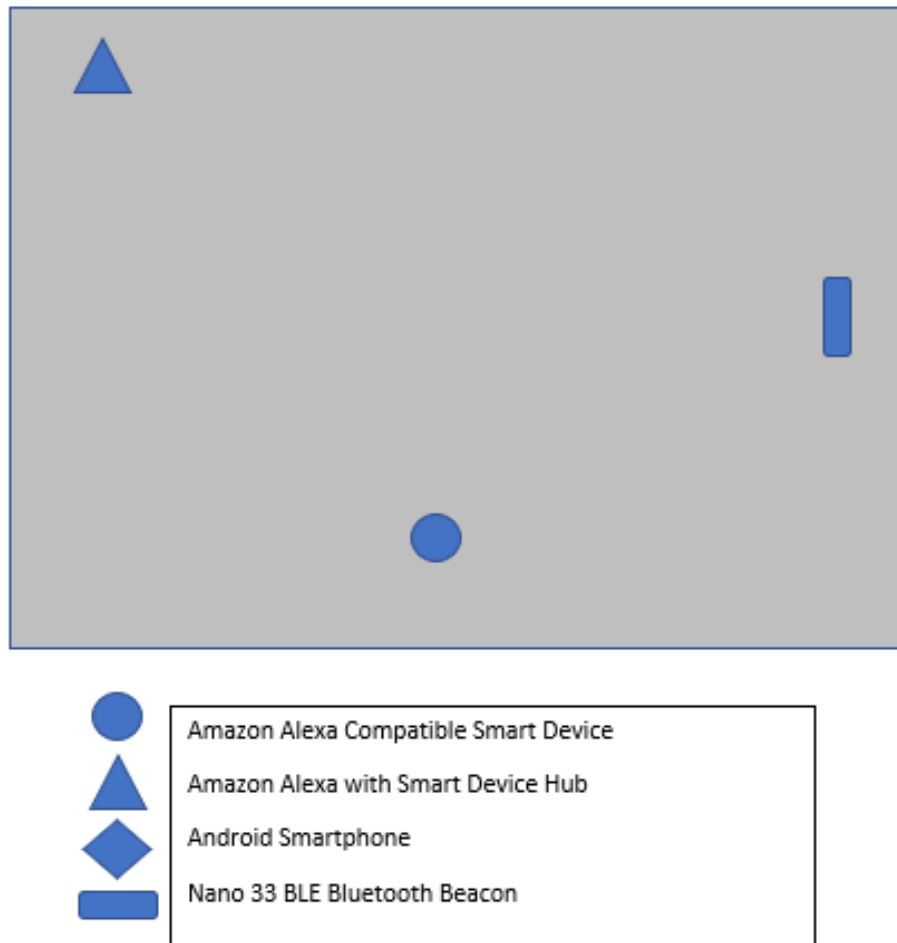 Amazon Alexa Compatible Smart Device
Amazon Alexa with Smart Device Hub
Android Smartphone
Nano 33 BLE Bluetooth Beacon